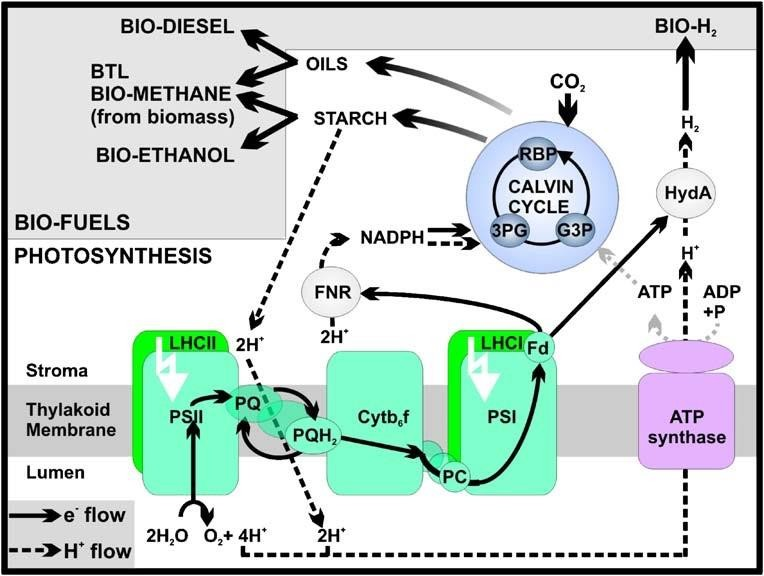 BIO-DIESEL
BIO-H₂
BTL
BIO-METHANE
(from biomass)
OILS
CO₂
STARCH
H₂
BIO-ETHANOL
RBP
CALVIN
CYCLE
HydA
BIO-FUELS
3PG
G3P
NADPH
PHOTOSYNTHESIS
H⁺
FNR
ATP
ADP
+P
2H⁺
LHCII
2H⁺
LHCI
Fd
Stroma
Thylakoid
Membrane
PSII
PQ
PQH₂
Cytb₆f
PSI
ATP
synthase
Lumen
PC
e⁻ flow
2H₂O
O₂+ 4H⁺
2H⁺
H⁺ flow